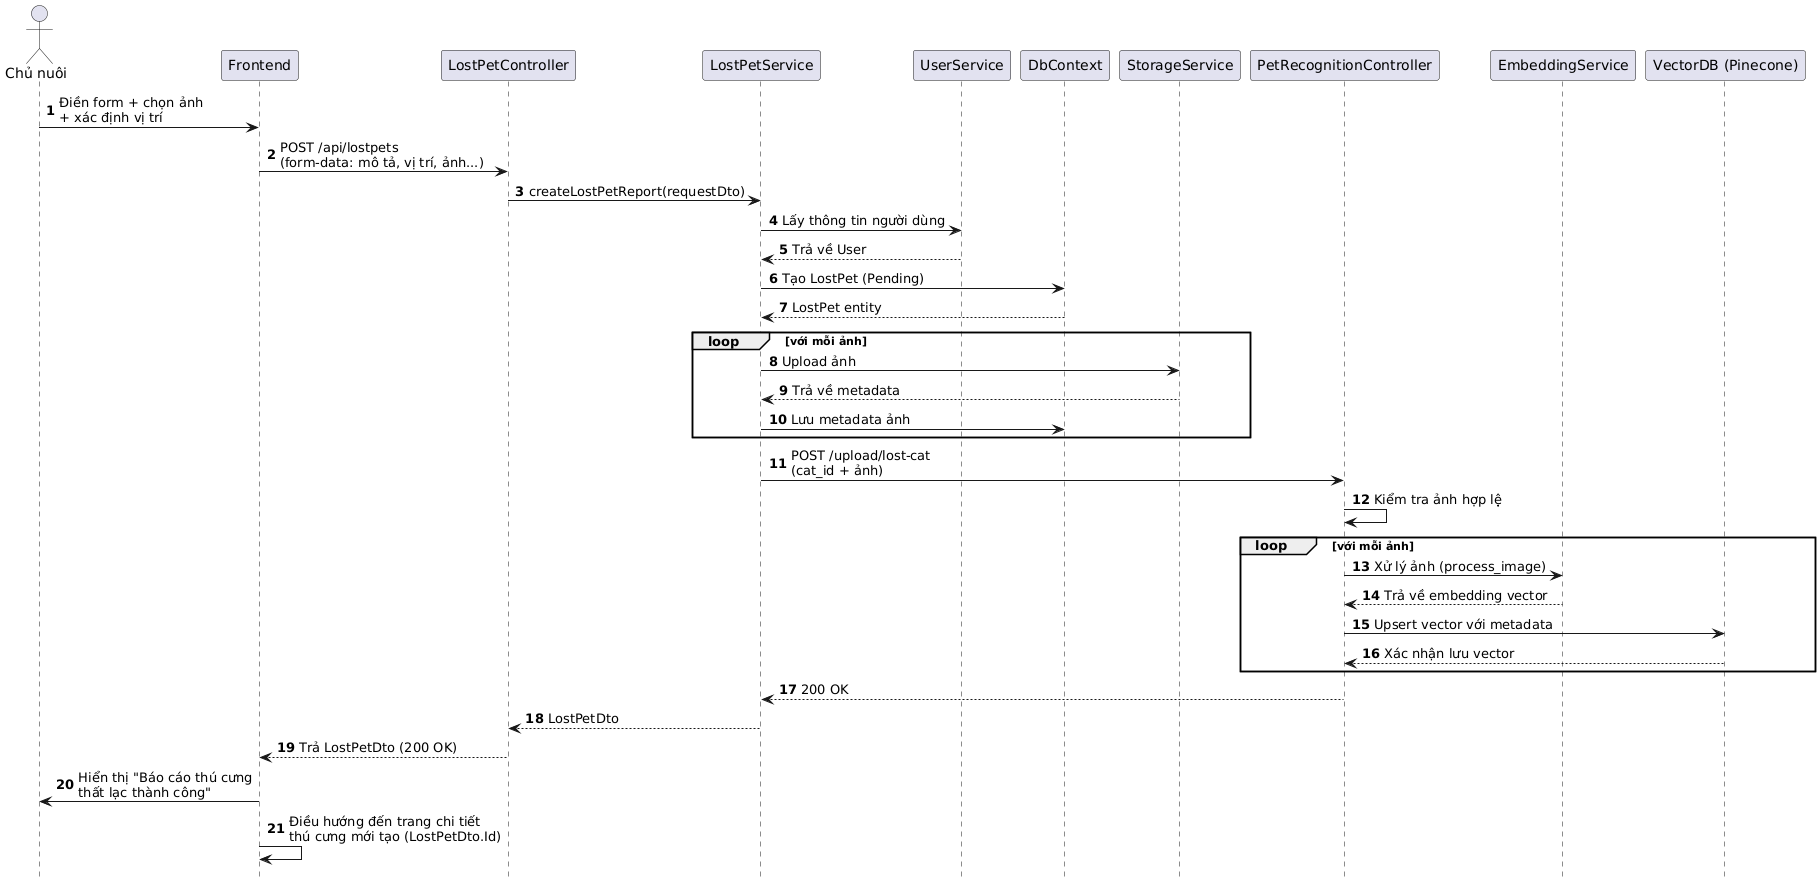 Chủ nuôi
Frontend
LostPetController
LostPetService
UserService
DbContext
StorageService
PetRecognitionController
EmbeddingService
VectorDB (Pinecone)
1 Điền form + chọn ảnh
+ xác định vị trí
2 POST /api/lostpets
(form-data: mô tả, vị trí, ảnh...)
3 createLostPetReport(requestDto)
4 Lấy thông tin người dùng
5 Trả về User
6 Tạo LostPet (Pending)
7 LostPet entity
loop [với mỗi ảnh]
8 Upload ảnh
9 Trả về metadata
10 Lưu metadata ảnh
11 POST /upload/lost-cat
(cat_id + ảnh)
12 Kiểm tra ảnh hợp lệ
loop [với mỗi ảnh]
13 Xử lý ảnh (process_image)
14 Trả về embedding vector
15 Upsert vector với metadata
16 Xác nhận lưu vector
17 200 OK
18 LostPetDto
19 Trả LostPetDto (200 OK)
20 Hiển thị "Báo cáo thú cưng
thất lạc thành công"
21 Điều hướng đến trang chi tiết
thú cưng mới tạo (LostPetDto.Id)